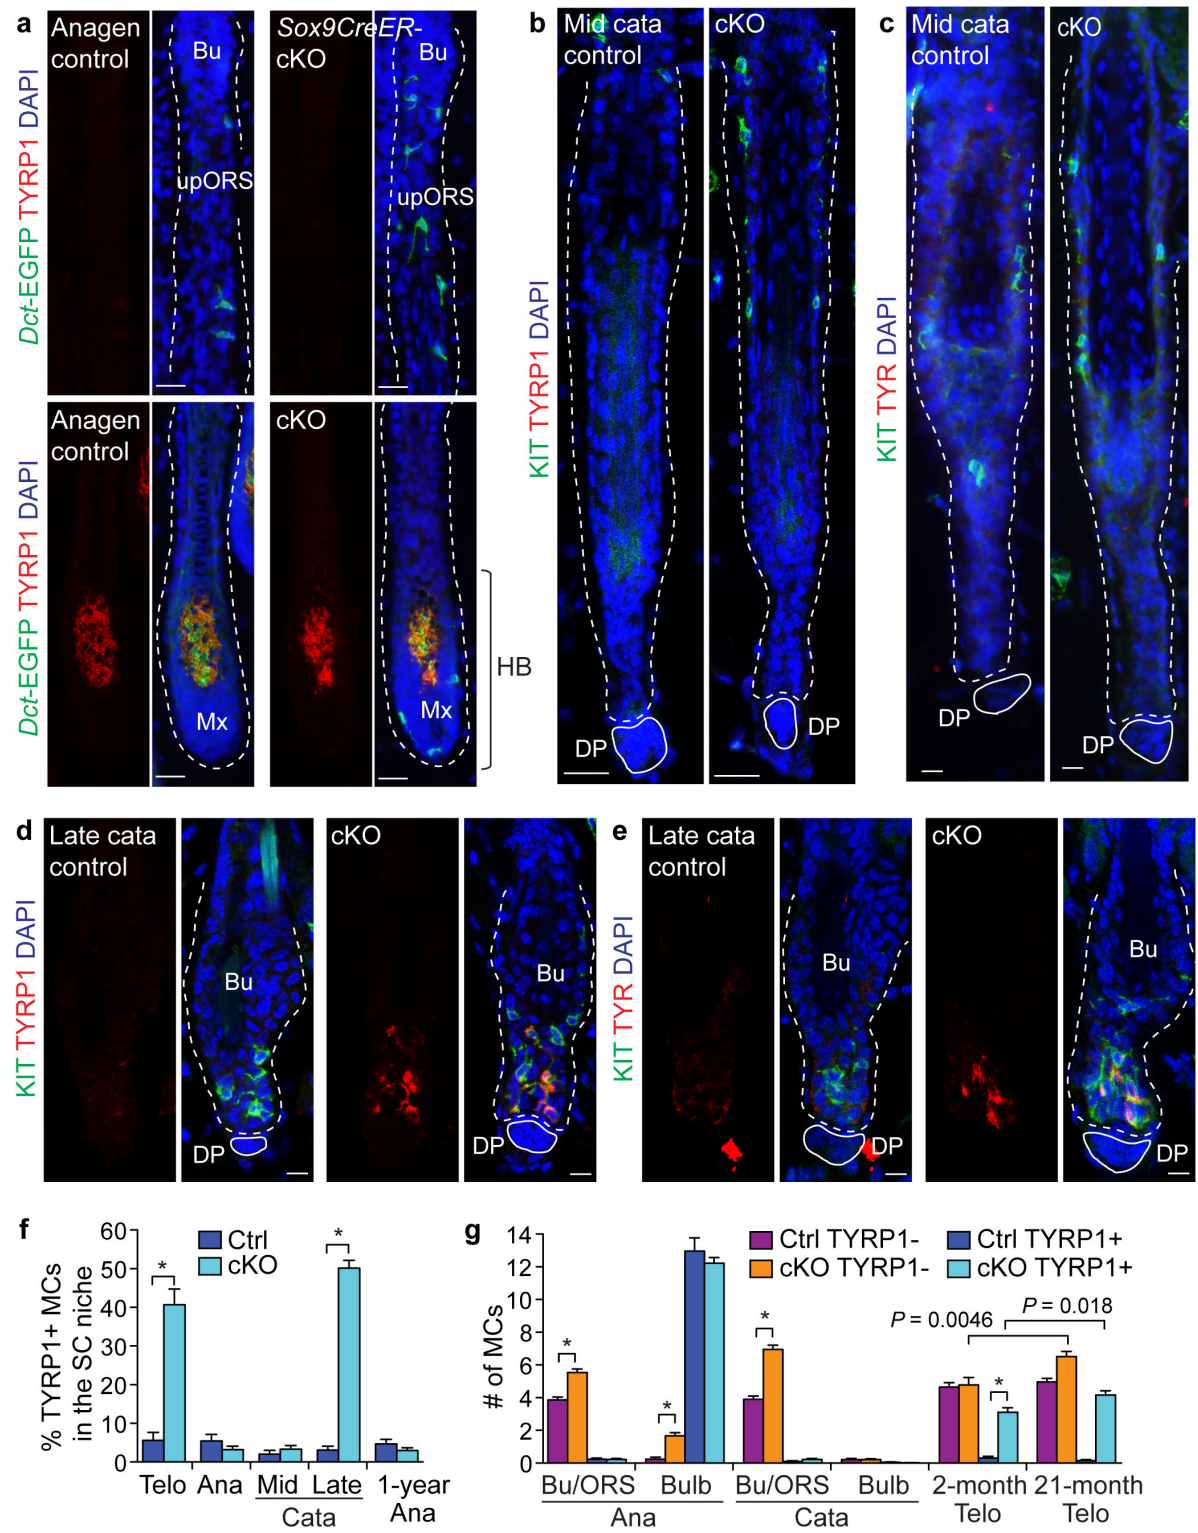 a
Anagen
control
Bu
upORS
Sox9CreER-
cKO
Bu
upORS
Dct-EGFP TYRP1 DAPI
Anagen
control
Mx
cKO
Mx
HB
Dct-EGFP TYRP1 DAPI
b
Mid cata
control
cKO
KIT TYRP1 DAPI
DP
DP
c
Mid cata
control
cKO
KIT TYR DAPI
DP
DP
d
Late cata
control
cKO
KIT TYRP1 DAPI
Bu
Bu
DP
DP
e
Late cata
control
cKO
KIT TYR DAPI
Bu
Bu
DP
DP
f
% TYRP1+ MCs
in the SC niche
60
50
40
30
20
10
0
Ctrl
cKO
*
*
Telo Ana Mid Late 1-year
Cata Ana
g
# of MCs
14
12
10
8
6
4
2
0
Ctrl TYRP1- Ctrl TYRP1+
cKO TYRP1- cKO TYRP1+
P = 0.0046 P = 0.018
*
*
*
*
Bu/ORS Bulb Bu/ORS Bulb 2-month 21-month
Ana Cata Telo Telo